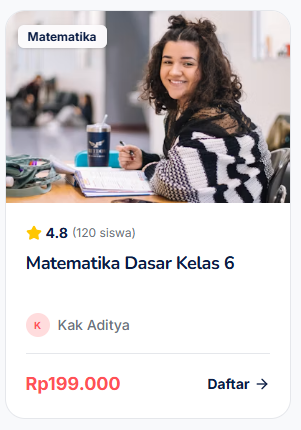 Matematika
4.8 (120 siswa)
Matematika Dasar Kelas 6
K Kak Aditya
Rp199.000 Daftar →